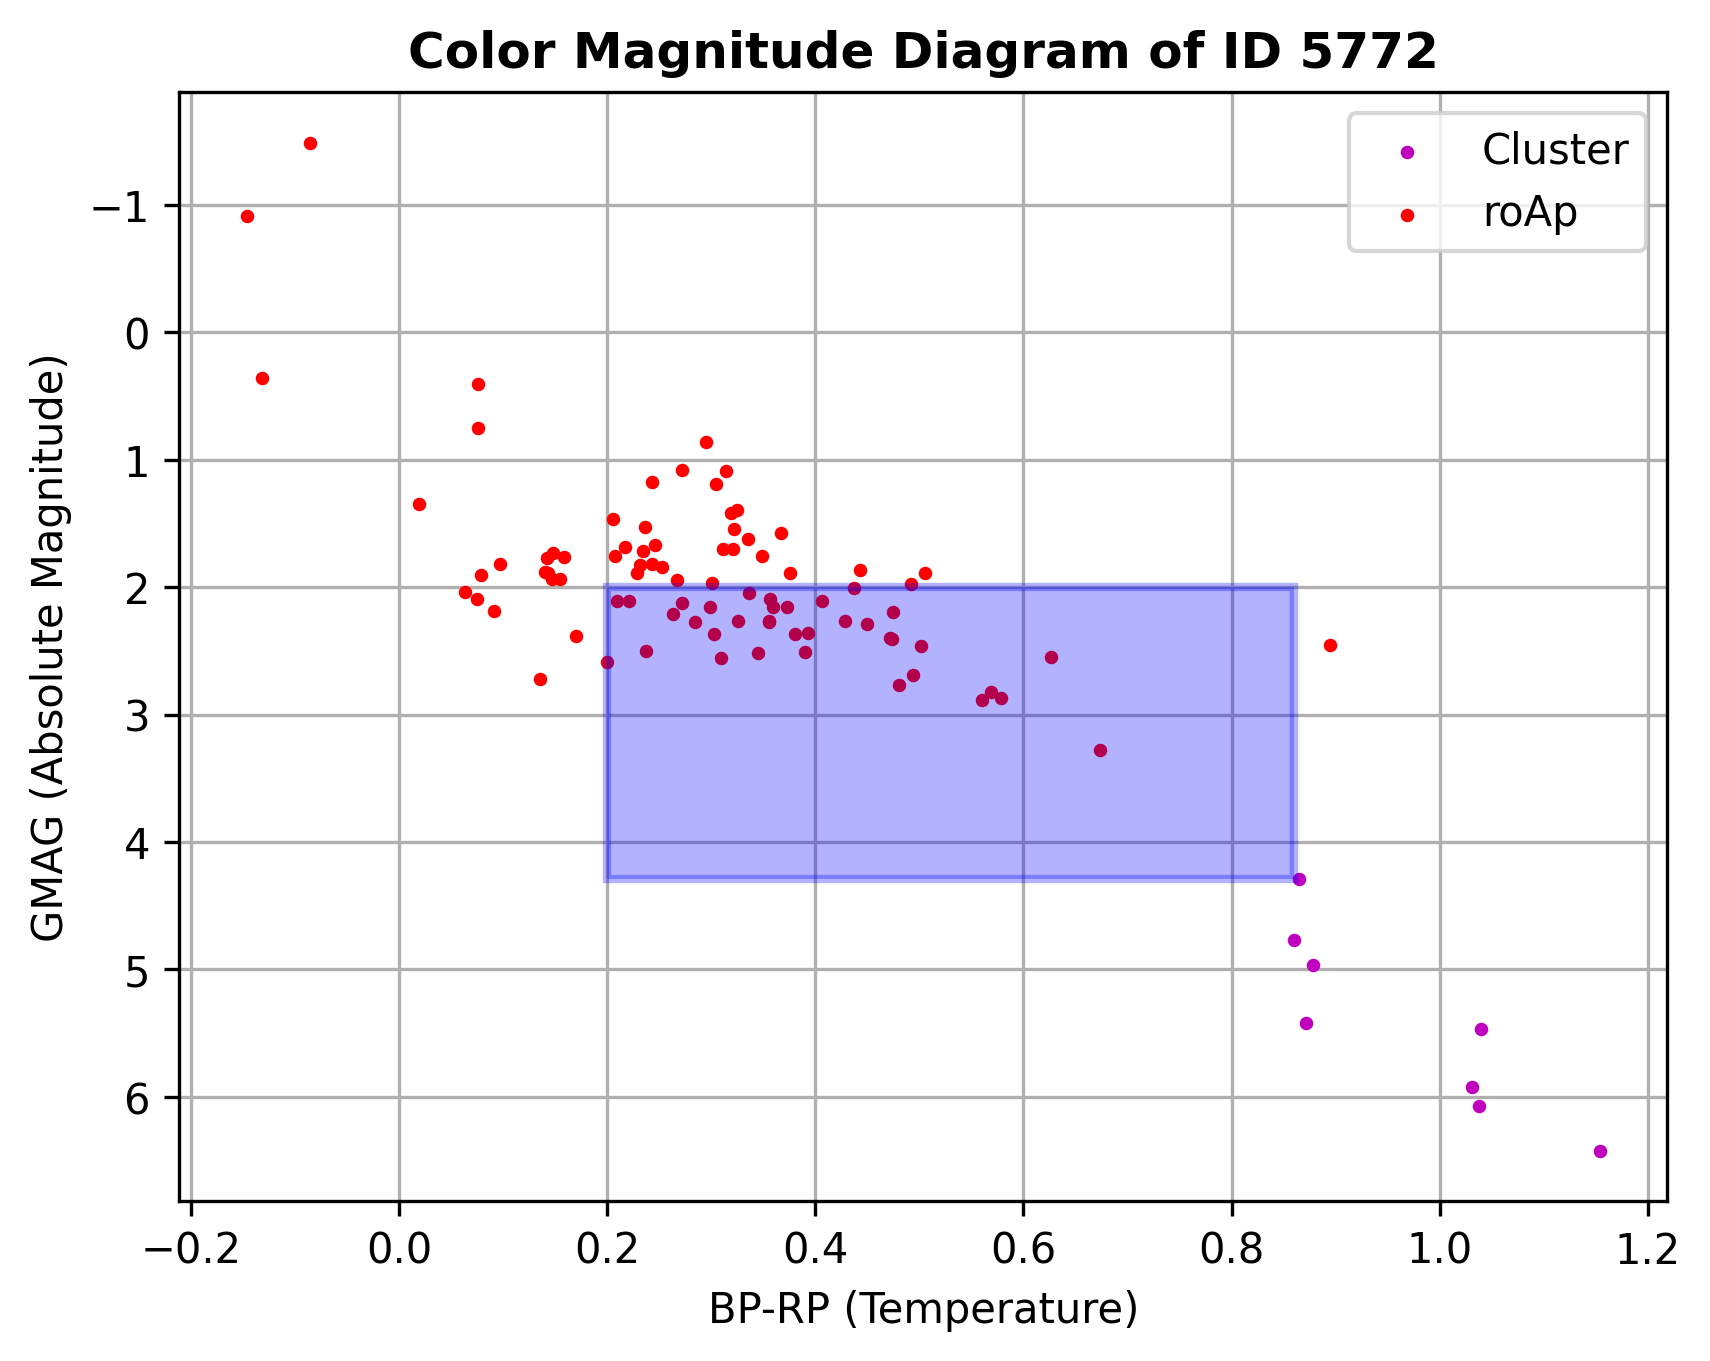 Color Magnitude Diagram of ID 5772
Cluster
roAp
−1
0
1
2
3
4
5
6
GMAG (Absolute Magnitude)
−0.2 0.0 0.2 0.4 0.6 0.8 1.0 1.2
BP-RP (Temperature)